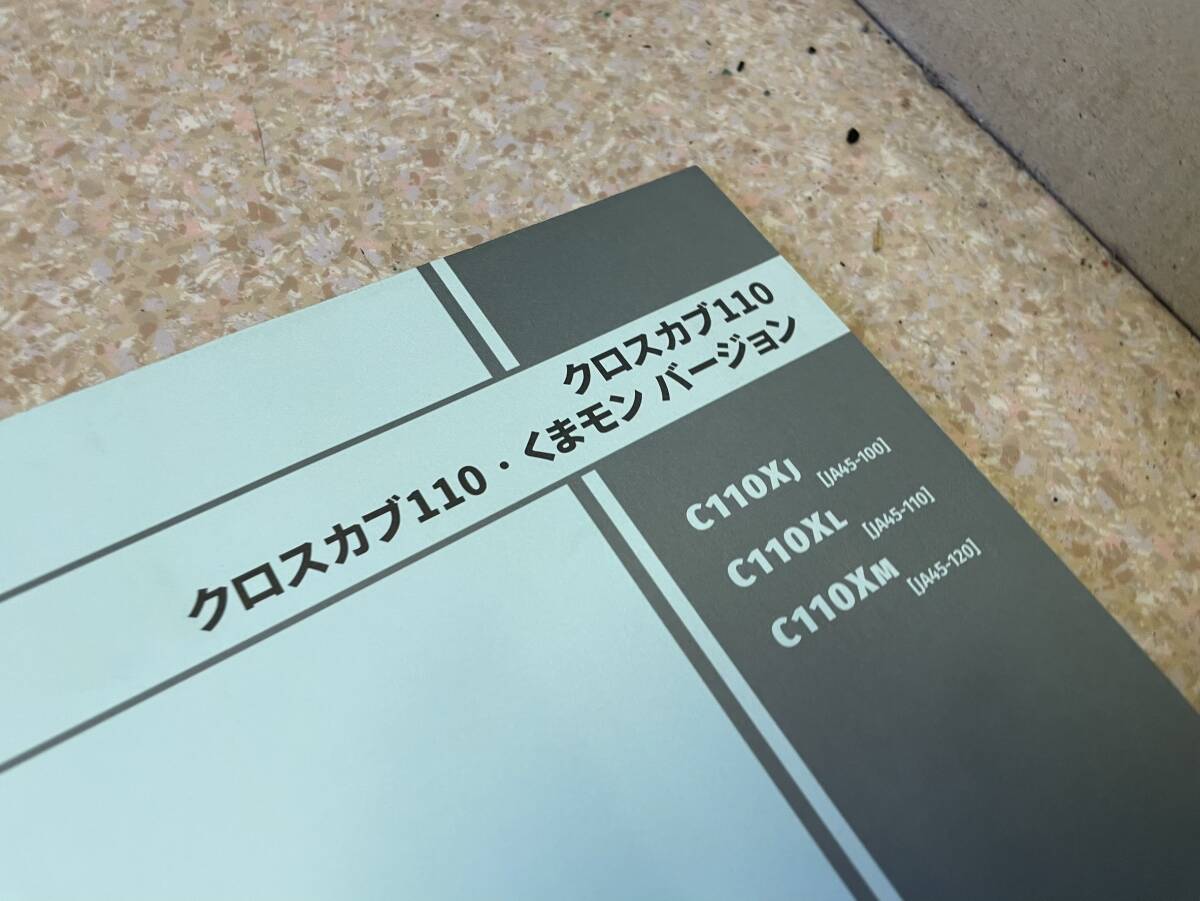 クロスカブ110
クロスカブ110・くまモン バージョン
C110XJ [JA45-100]
C110XL [JA45-110]
C110XM [JA45-120]